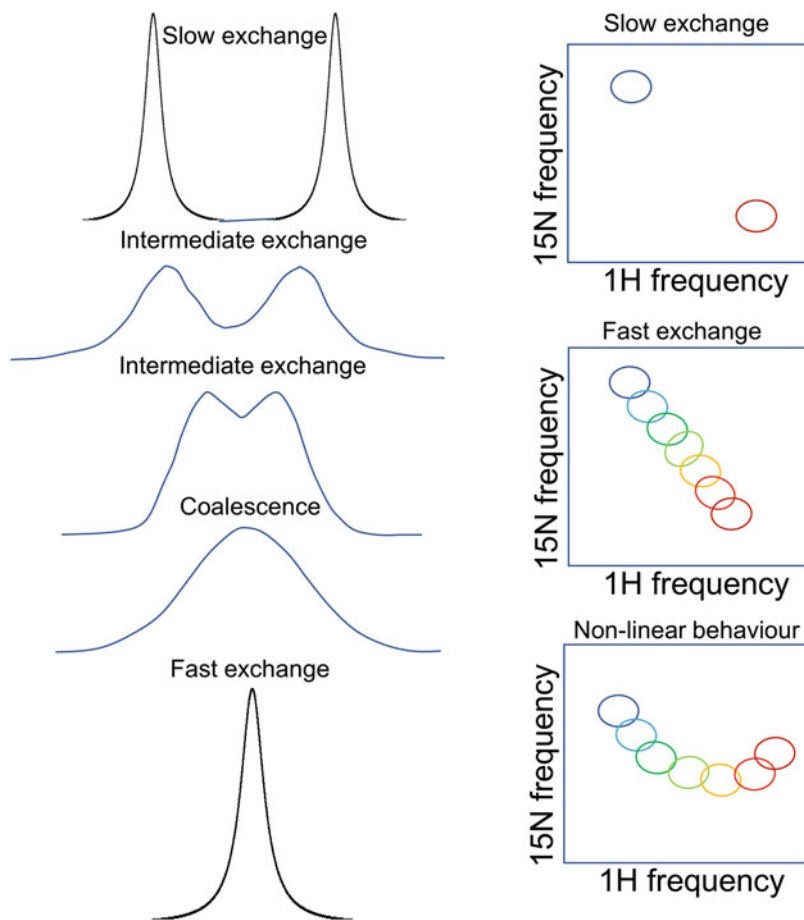 Slow exchange
Intermediate exchange
Intermediate exchange
Coalescence
Fast exchange
Slow exchange
15N frequency
1H frequency
Fast exchange
15N frequency
1H frequency
Non-linear behaviour
15N frequency
1H frequency